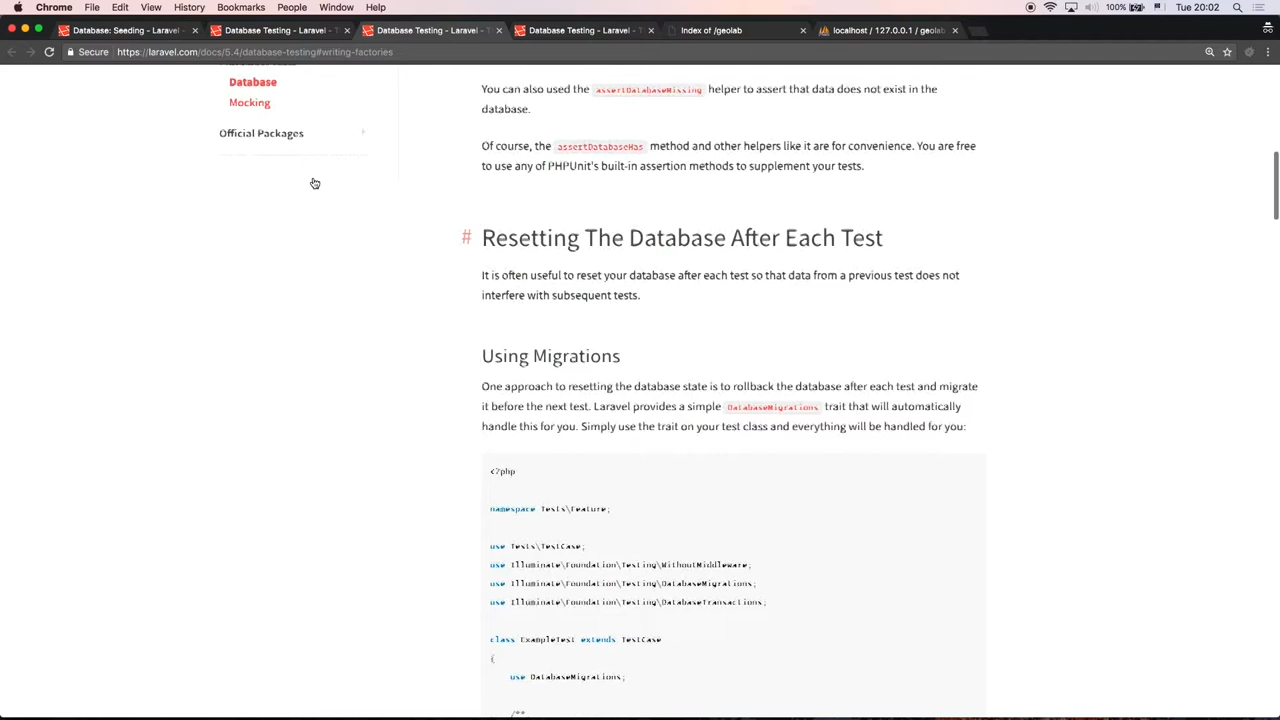 Chrome File Edit View History Bookmarks People Window Help 100% Tue 20:02
Database: Seeding - Laravel - × Database Testing - Laravel - T × Database Testing - Laravel - T × Database Testing - Laravel - T × Index of /geolab × localhost / 127.0.0.1 / geolab ×
Secure https://laravel.com/docs/5.4/database-testing#writing-factories
Database
Mocking
Official Packages
You can also used the assertDatabaseMissing helper to assert that data does not exist in the
database.
Of course, the assertDatabaseHas method and other helpers like it are for convenience. You are free
to use any of PHPUnit's built-in assertion methods to supplement your tests.
# Resetting The Database After Each Test
It is often useful to reset your database after each test so that data from a previous test does not
interfere with subsequent tests.
Using Migrations
One approach to resetting the database state is to rollback the database after each test and migrate
it before the next test. Laravel provides a simple DatabaseMigrations trait that will automatically
handle this for you. Simply use the trait on your test class and everything will be handled for you:
<?php
namespace Tests\Feature;
use Tests\TestCase;
use Illuminate\Foundation\Testing\WithoutMiddleware;
use Illuminate\Foundation\Testing\DatabaseMigrations;
use Illuminate\Foundation\Testing\DatabaseTransactions;
class ExampleTest extends TestCase
{
use DatabaseMigrations;
/**